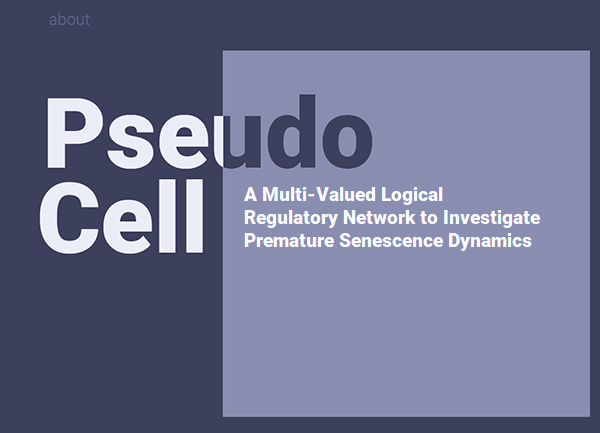 about
Pseudo
Cell
A Multi-Valued Logical
Regulatory Network to Investigate
Premature Senescence Dynamics